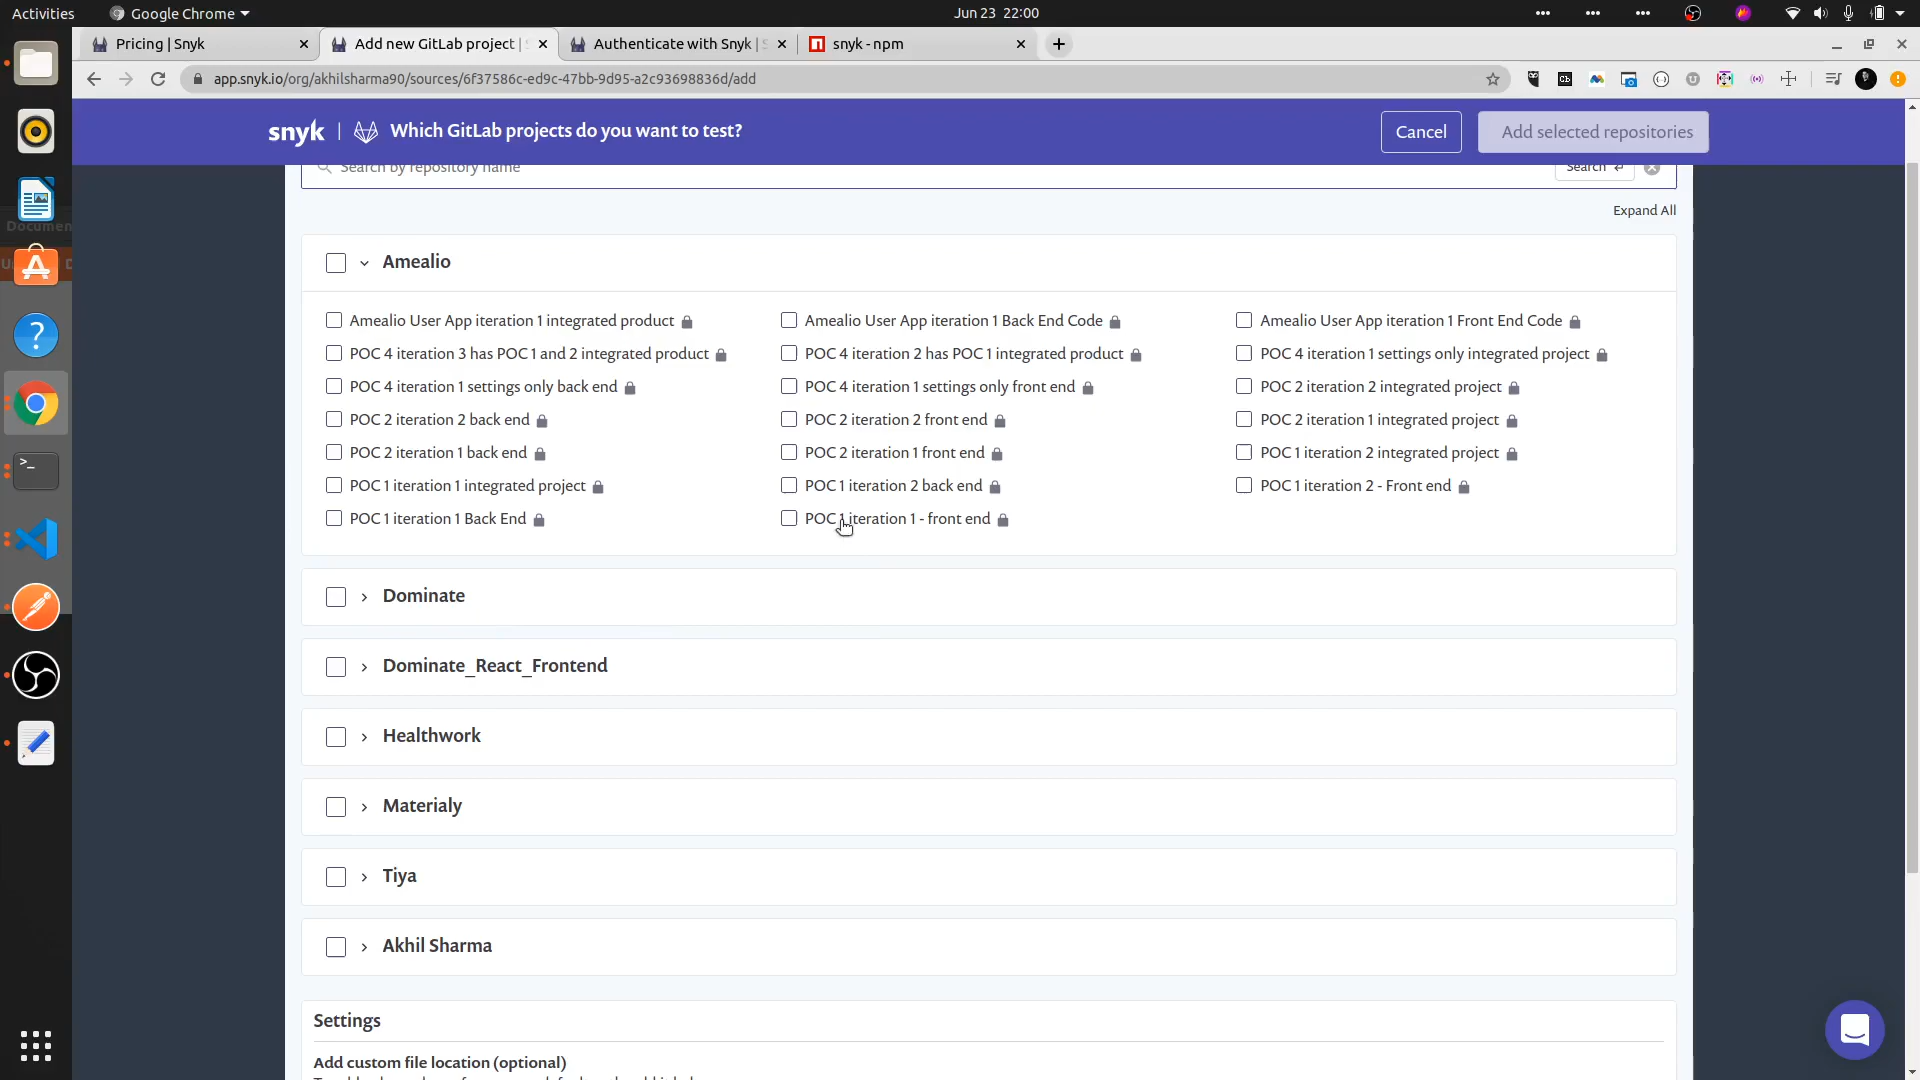 Activities
Google Chrome
Jun 23 22:00
Pricing | Snyk
Add new GitLab project |
Authenticate with Snyk |
snyk - npm
app.snyk.io/org/akhilsharma90/sources/6f37586c-ed9c-47bb-9d95-a2c93698836d/add
snyk
Which GitLab projects do you want to test?
Cancel
Add selected repositories
Search by repository name
Search
Expand All
Amealio
Amealio User App iteration 1 integrated product
Amealio User App iteration 1 Back End Code
Amealio User App iteration 1 Front End Code
POC 4 iteration 3 has POC 1 and 2 integrated product
POC 4 iteration 2 has POC 1 integrated product
POC 4 iteration 1 settings only integrated project
POC 4 iteration 1 settings only back end
POC 4 iteration 1 settings only front end
POC 2 iteration 2 integrated project
POC 2 iteration 2 back end
POC 2 iteration 2 front end
POC 2 iteration 1 integrated project
POC 2 iteration 1 back end
POC 2 iteration 1 front end
POC 1 iteration 2 integrated project
POC 1 iteration 1 integrated project
POC 1 iteration 2 back end
POC 1 iteration 2 - Front end
POC 1 iteration 1 Back End
POC 1 iteration 1 - front end
Dominate
Dominate_React_Frontend
Healthwork
Materialy
Tiya
Akhil Sharma
Settings
Add custom file location (optional)